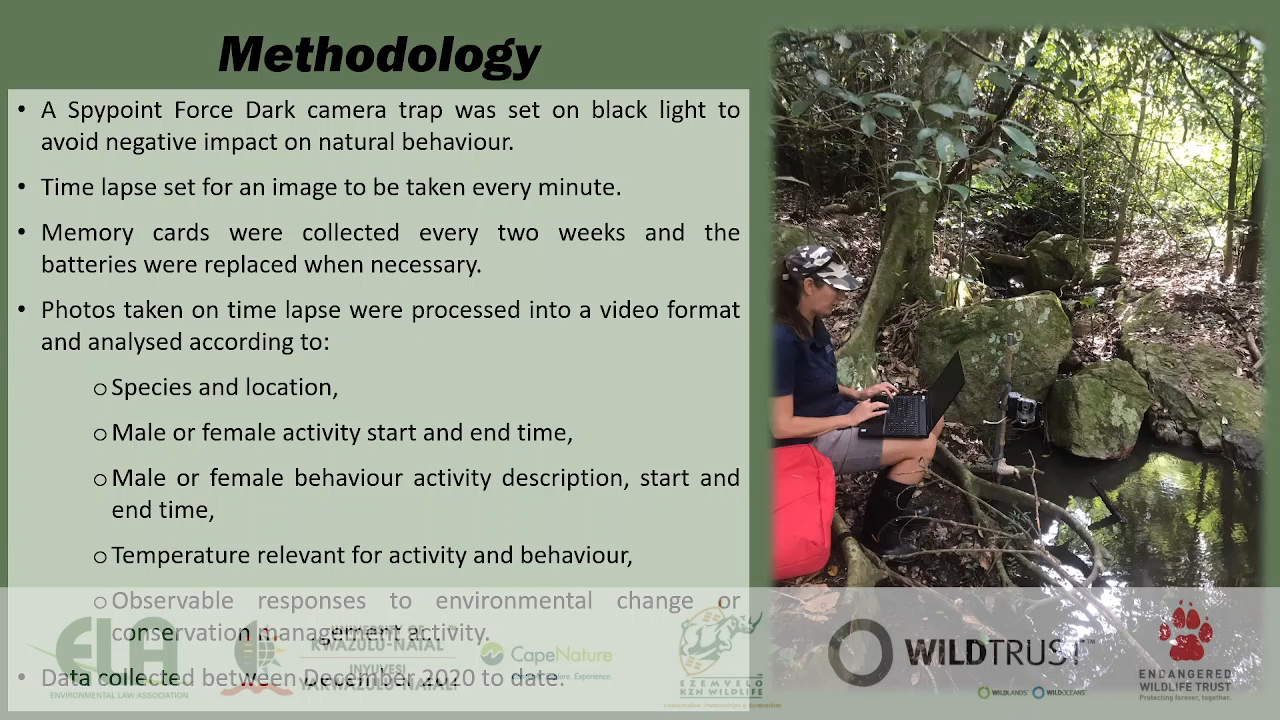 Methodology
• A Spypoint Force Dark camera trap was set on black light to
avoid negative impact on natural behaviour.
• Time lapse set for an image to be taken every minute.
• Memory cards were collected every two weeks and the
batteries were replaced when necessary.
• Photos taken on time lapse were processed into a video format
and analysed according to:
o Species and location,
o Male or female activity start and end time,
o Male or female behaviour activity description, start and
end time,
o Temperature relevant for activity and behaviour,
o Observable responses to environmental change or
conservation management activity.
• Data collected between December 2020 to date.
ELA
ENVIRONMENTAL LAW ASSOCIATION
KWAZULU-NATAL
INYUVESI
YAKWAZULU-NATALI
CapeNature
EZEMVELO
KZN WILDLIFE
WILDTRUST™
WILDLANDS WILDOCEANS
ENDANGERED
WILDLIFE TRUST
Protecting forever, together.